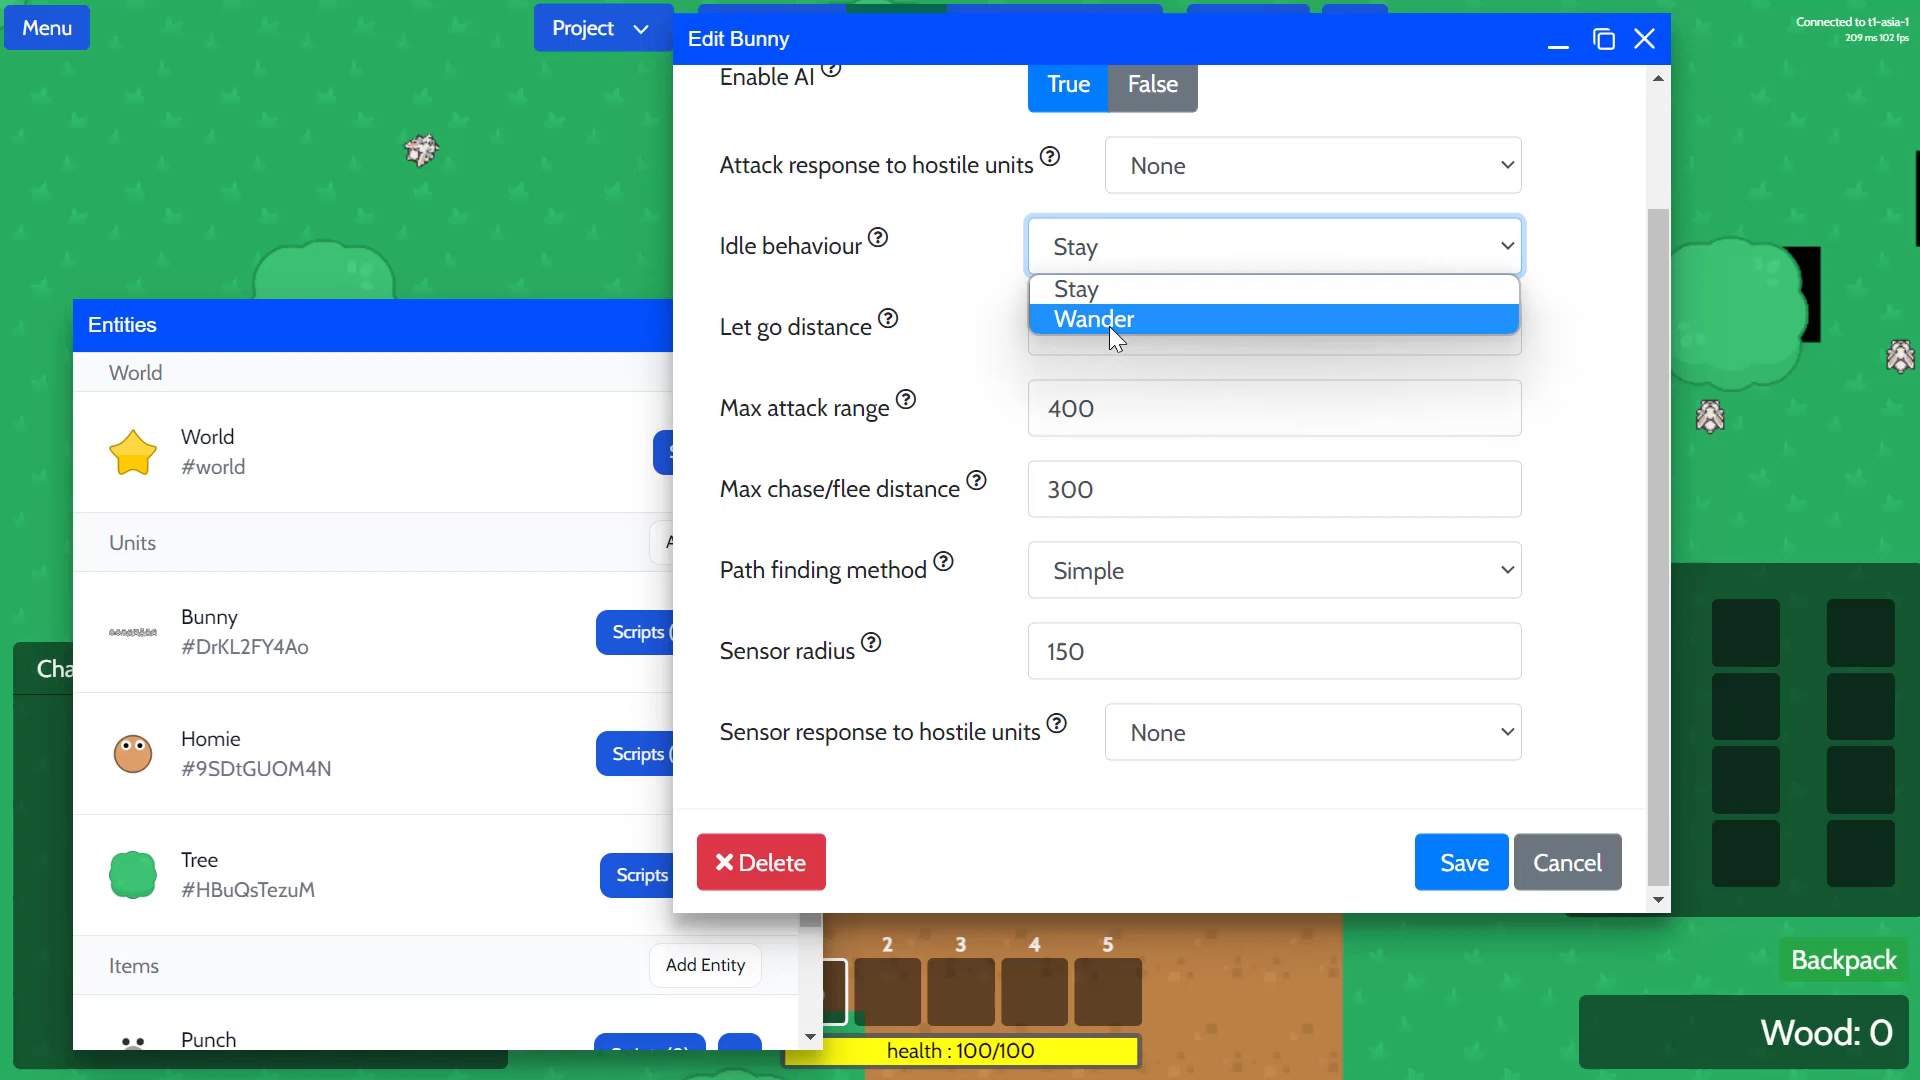 Menu
Project
Connected to t1-asia-1
209 ms 102 fps
Edit Bunny
Enable AI
True
False
Attack response to hostile units
None
Idle behaviour
Stay
Stay
Wander
Let go distance
Max attack range
400
Max chase/flee distance
300
Path finding method
Simple
Sensor radius
150
Sensor response to hostile units
None
Delete
Save
Cancel
Entities
World
World
#world
Units
Bunny
#DrKL2FY4Ao
Scripts (
Homie
#9SDtGUOM4N
Scripts (
Tree
#HBuQsTezuM
Scripts
Items
Add Entity
Punch
Cha
2
3
4
5
health : 100/100
Backpack
Wood: 0